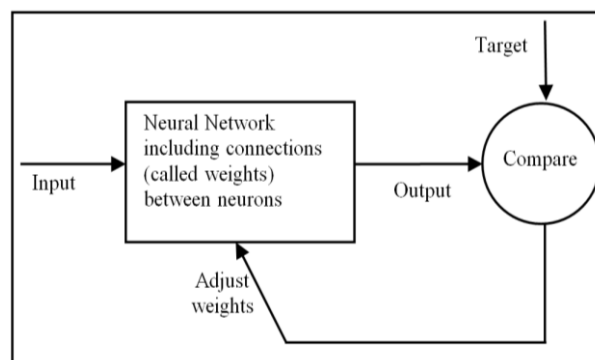 Target
Neural Network
including connections
(called weights)
between neurons
Compare
Input
Output
Adjust
weights